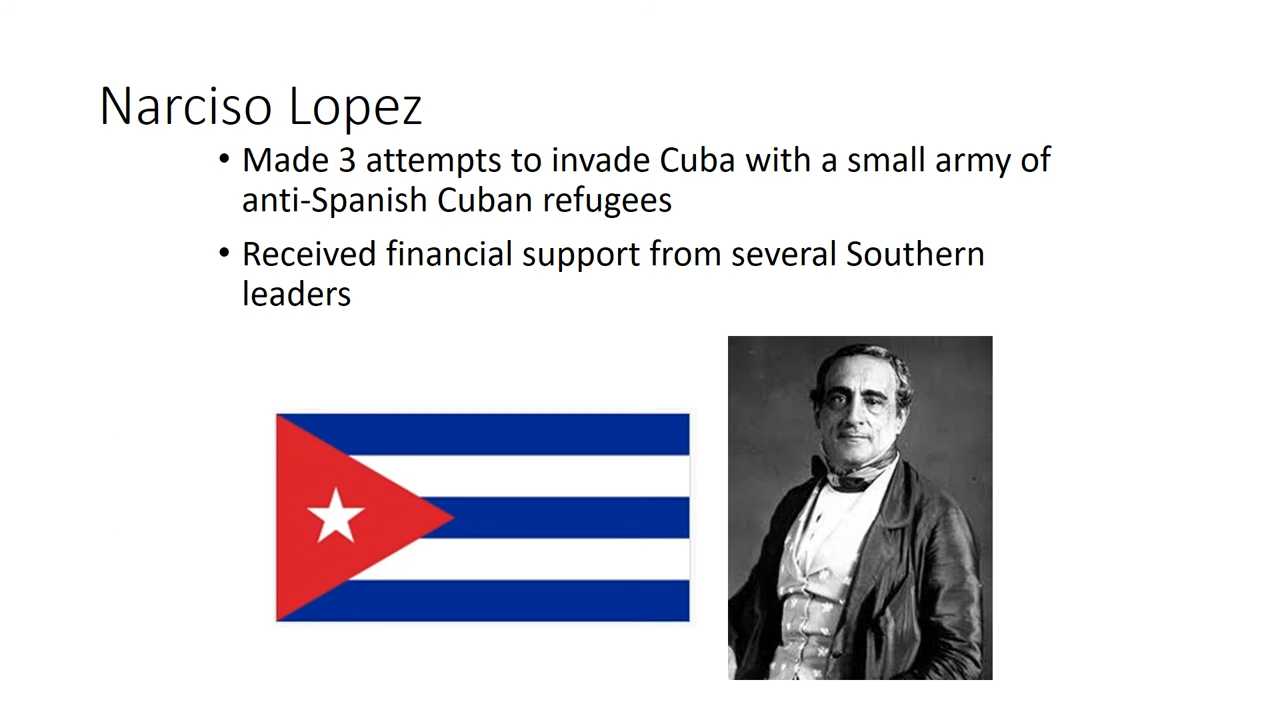 Narciso Lopez
• Made 3 attempts to invade Cuba with a small army of
anti-Spanish Cuban refugees
• Received financial support from several Southern
leaders